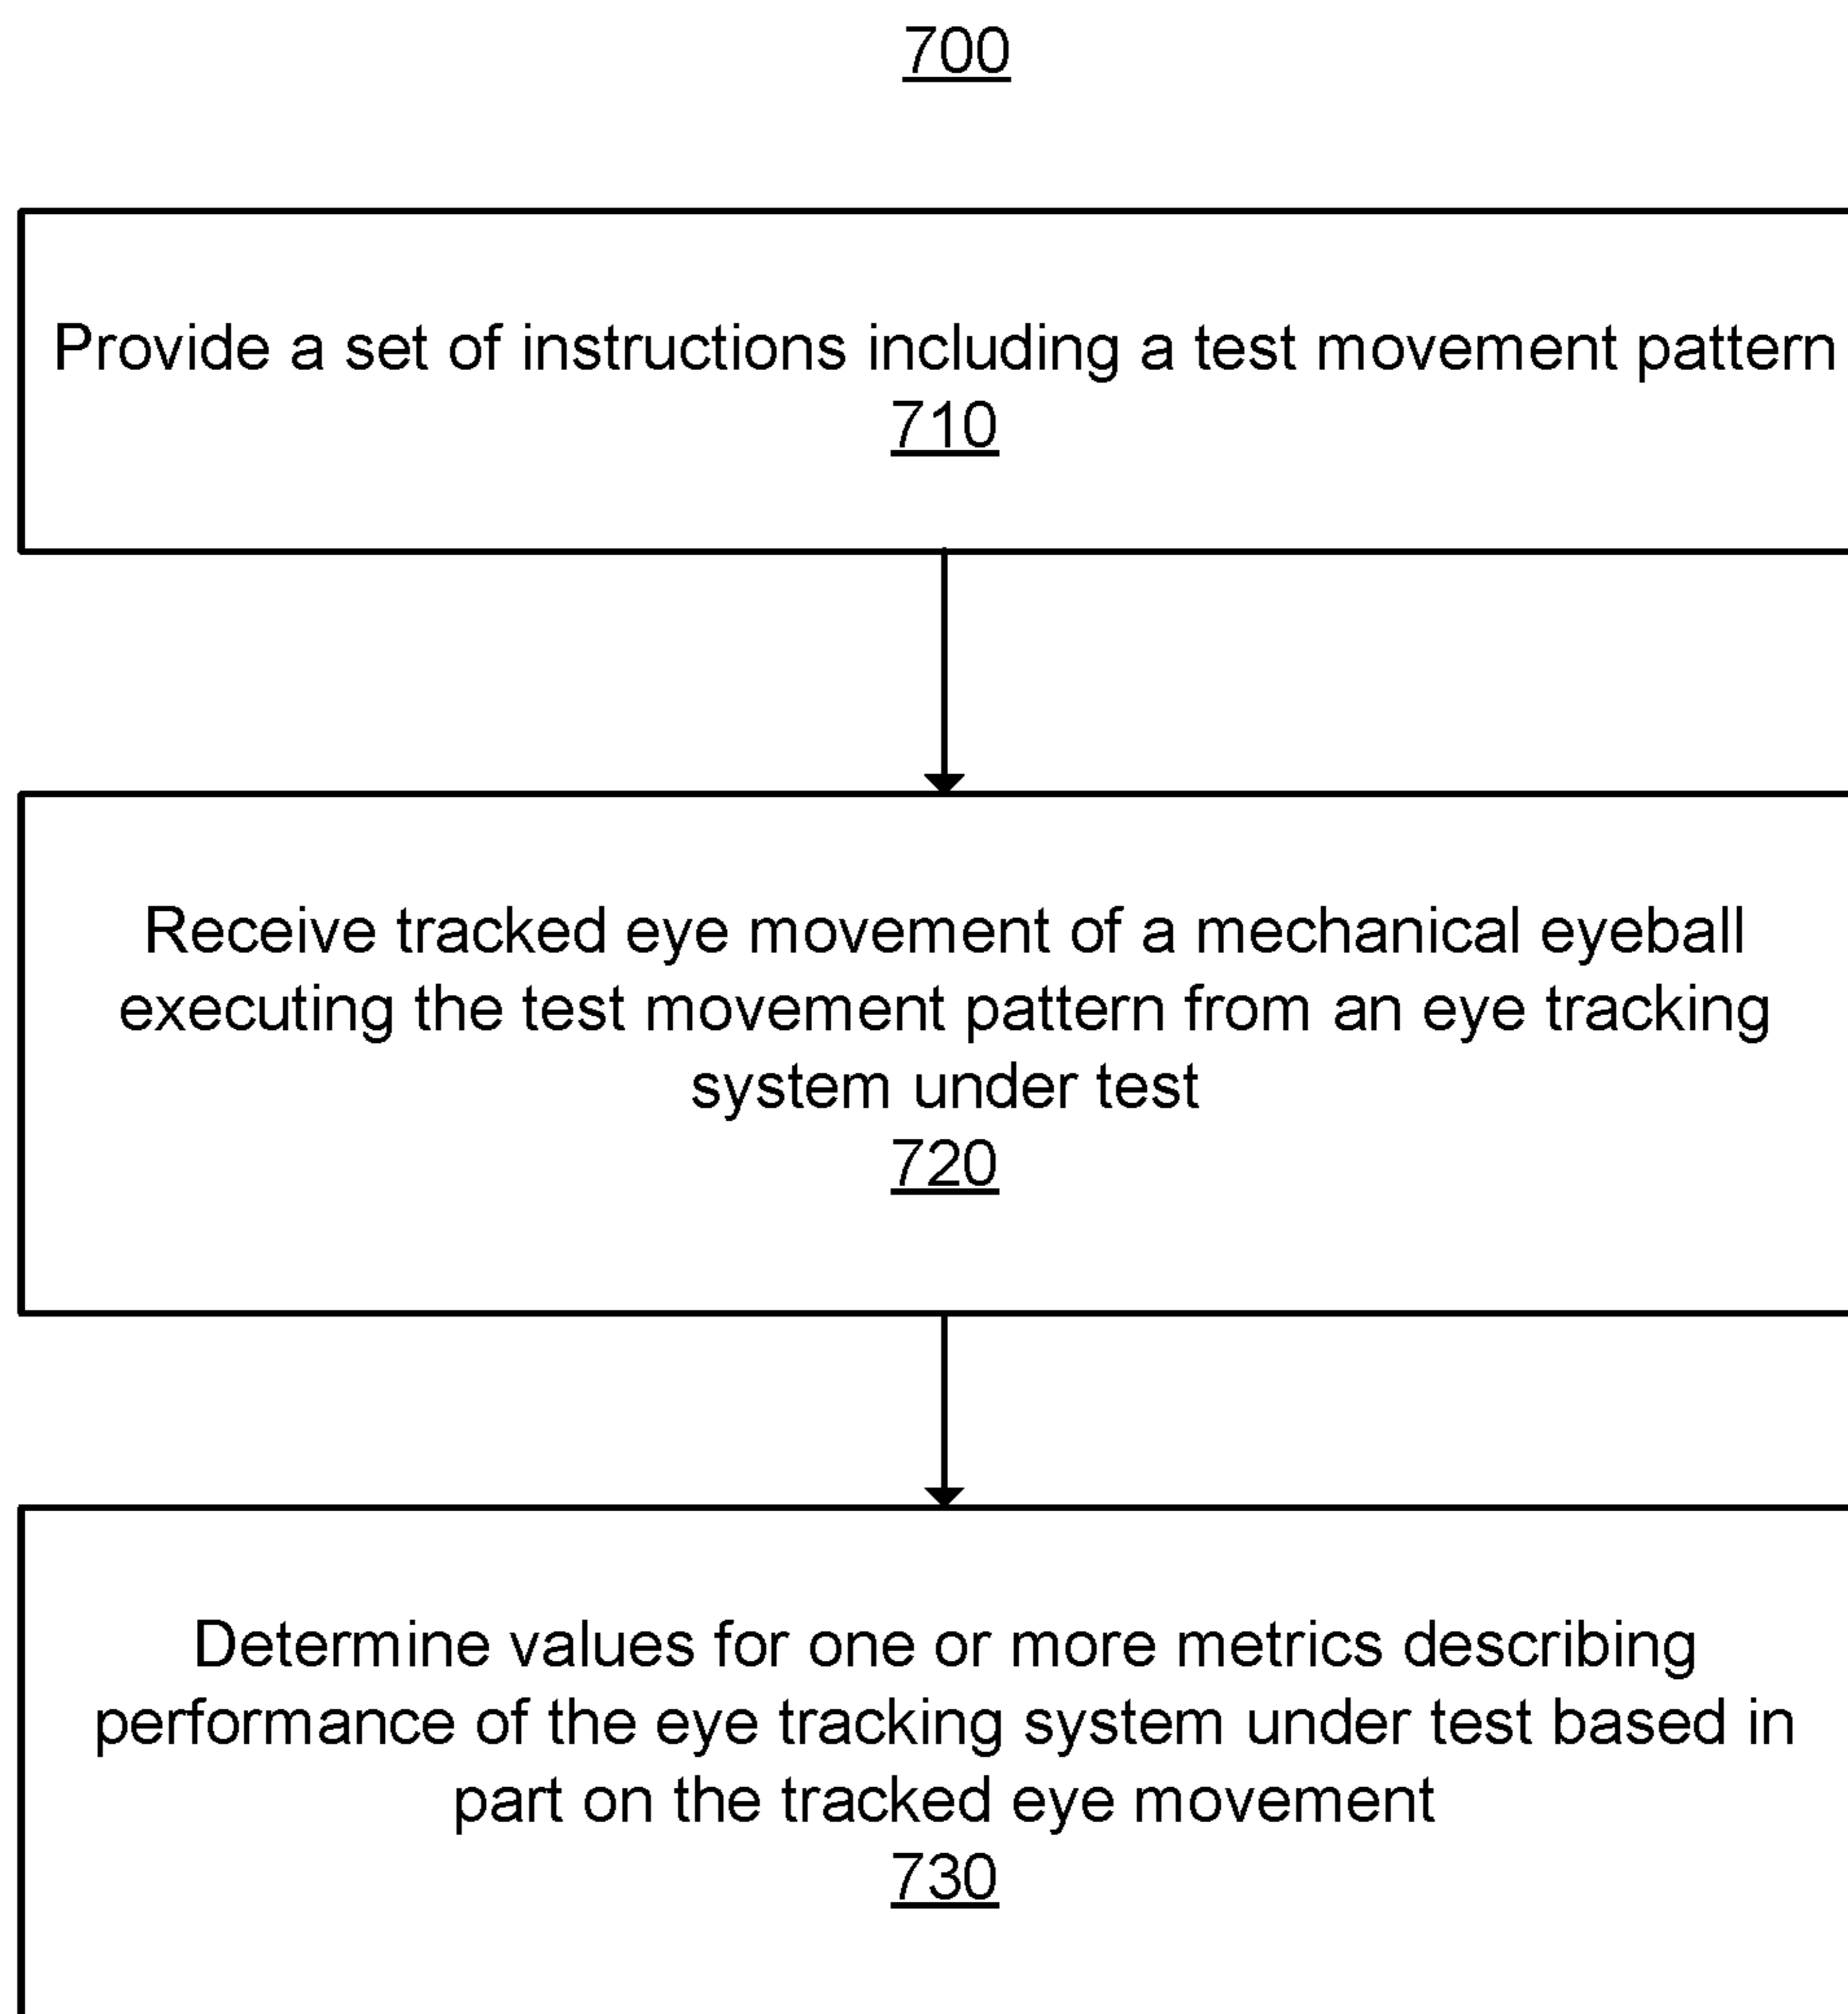 700
Provide a set of instructions including a test movement pattern
710
Receive tracked eye movement of a mechanical eyeball
executing the test movement pattern from an eye tracking
system under test
720
Determine values for one or more metrics describing
performance of the eye tracking system under test based in
part on the tracked eye movement
730